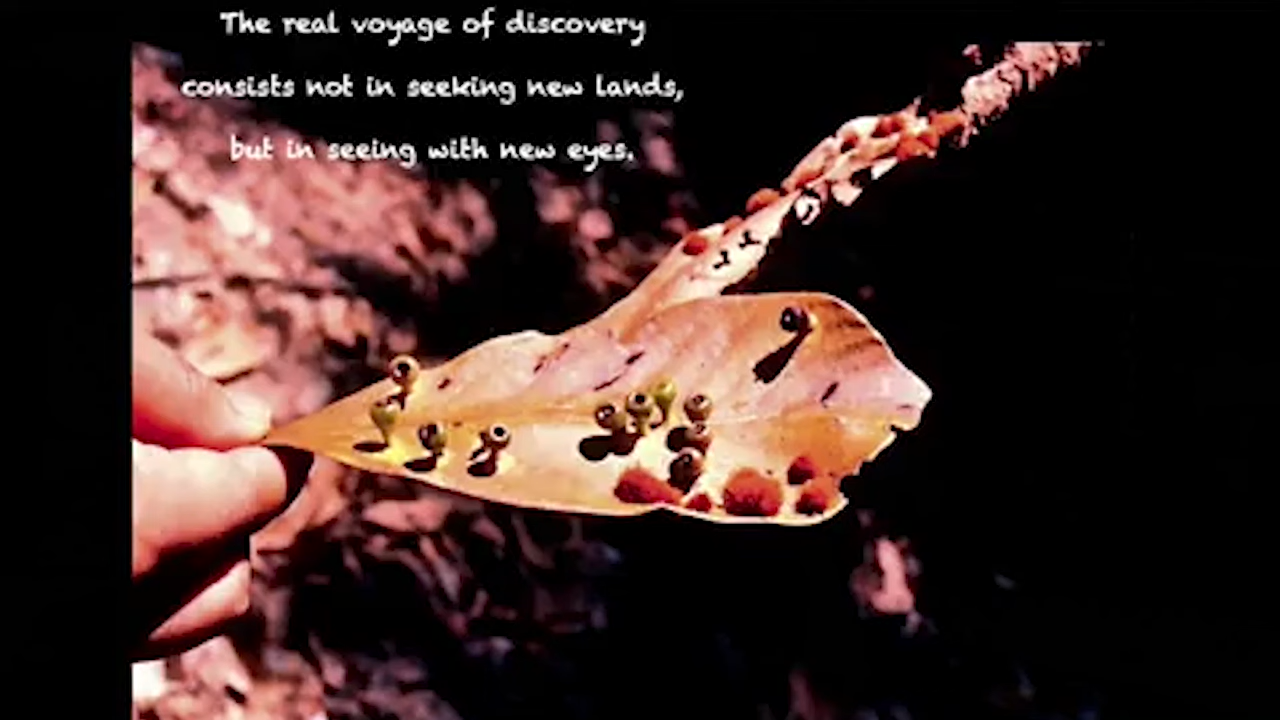 The real voyage of discovery
consists not in seeking new lands,
but in seeing with new eyes.